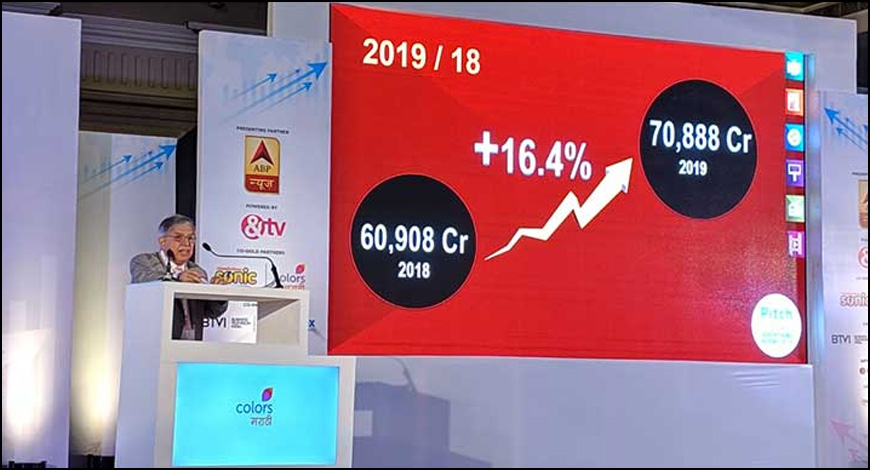 2019 / 18
+16.4%
70,888 Cr
2019
60,908 Cr
2018
PRESENTING PARTNER
ABP
न्यूज़
POWERED BY
&tv
CO-GOLD PARTNERS
sonic
colors
मराठी
BTVI
colors
मराठी
Pitch
ABP
&
sonic
BTVI